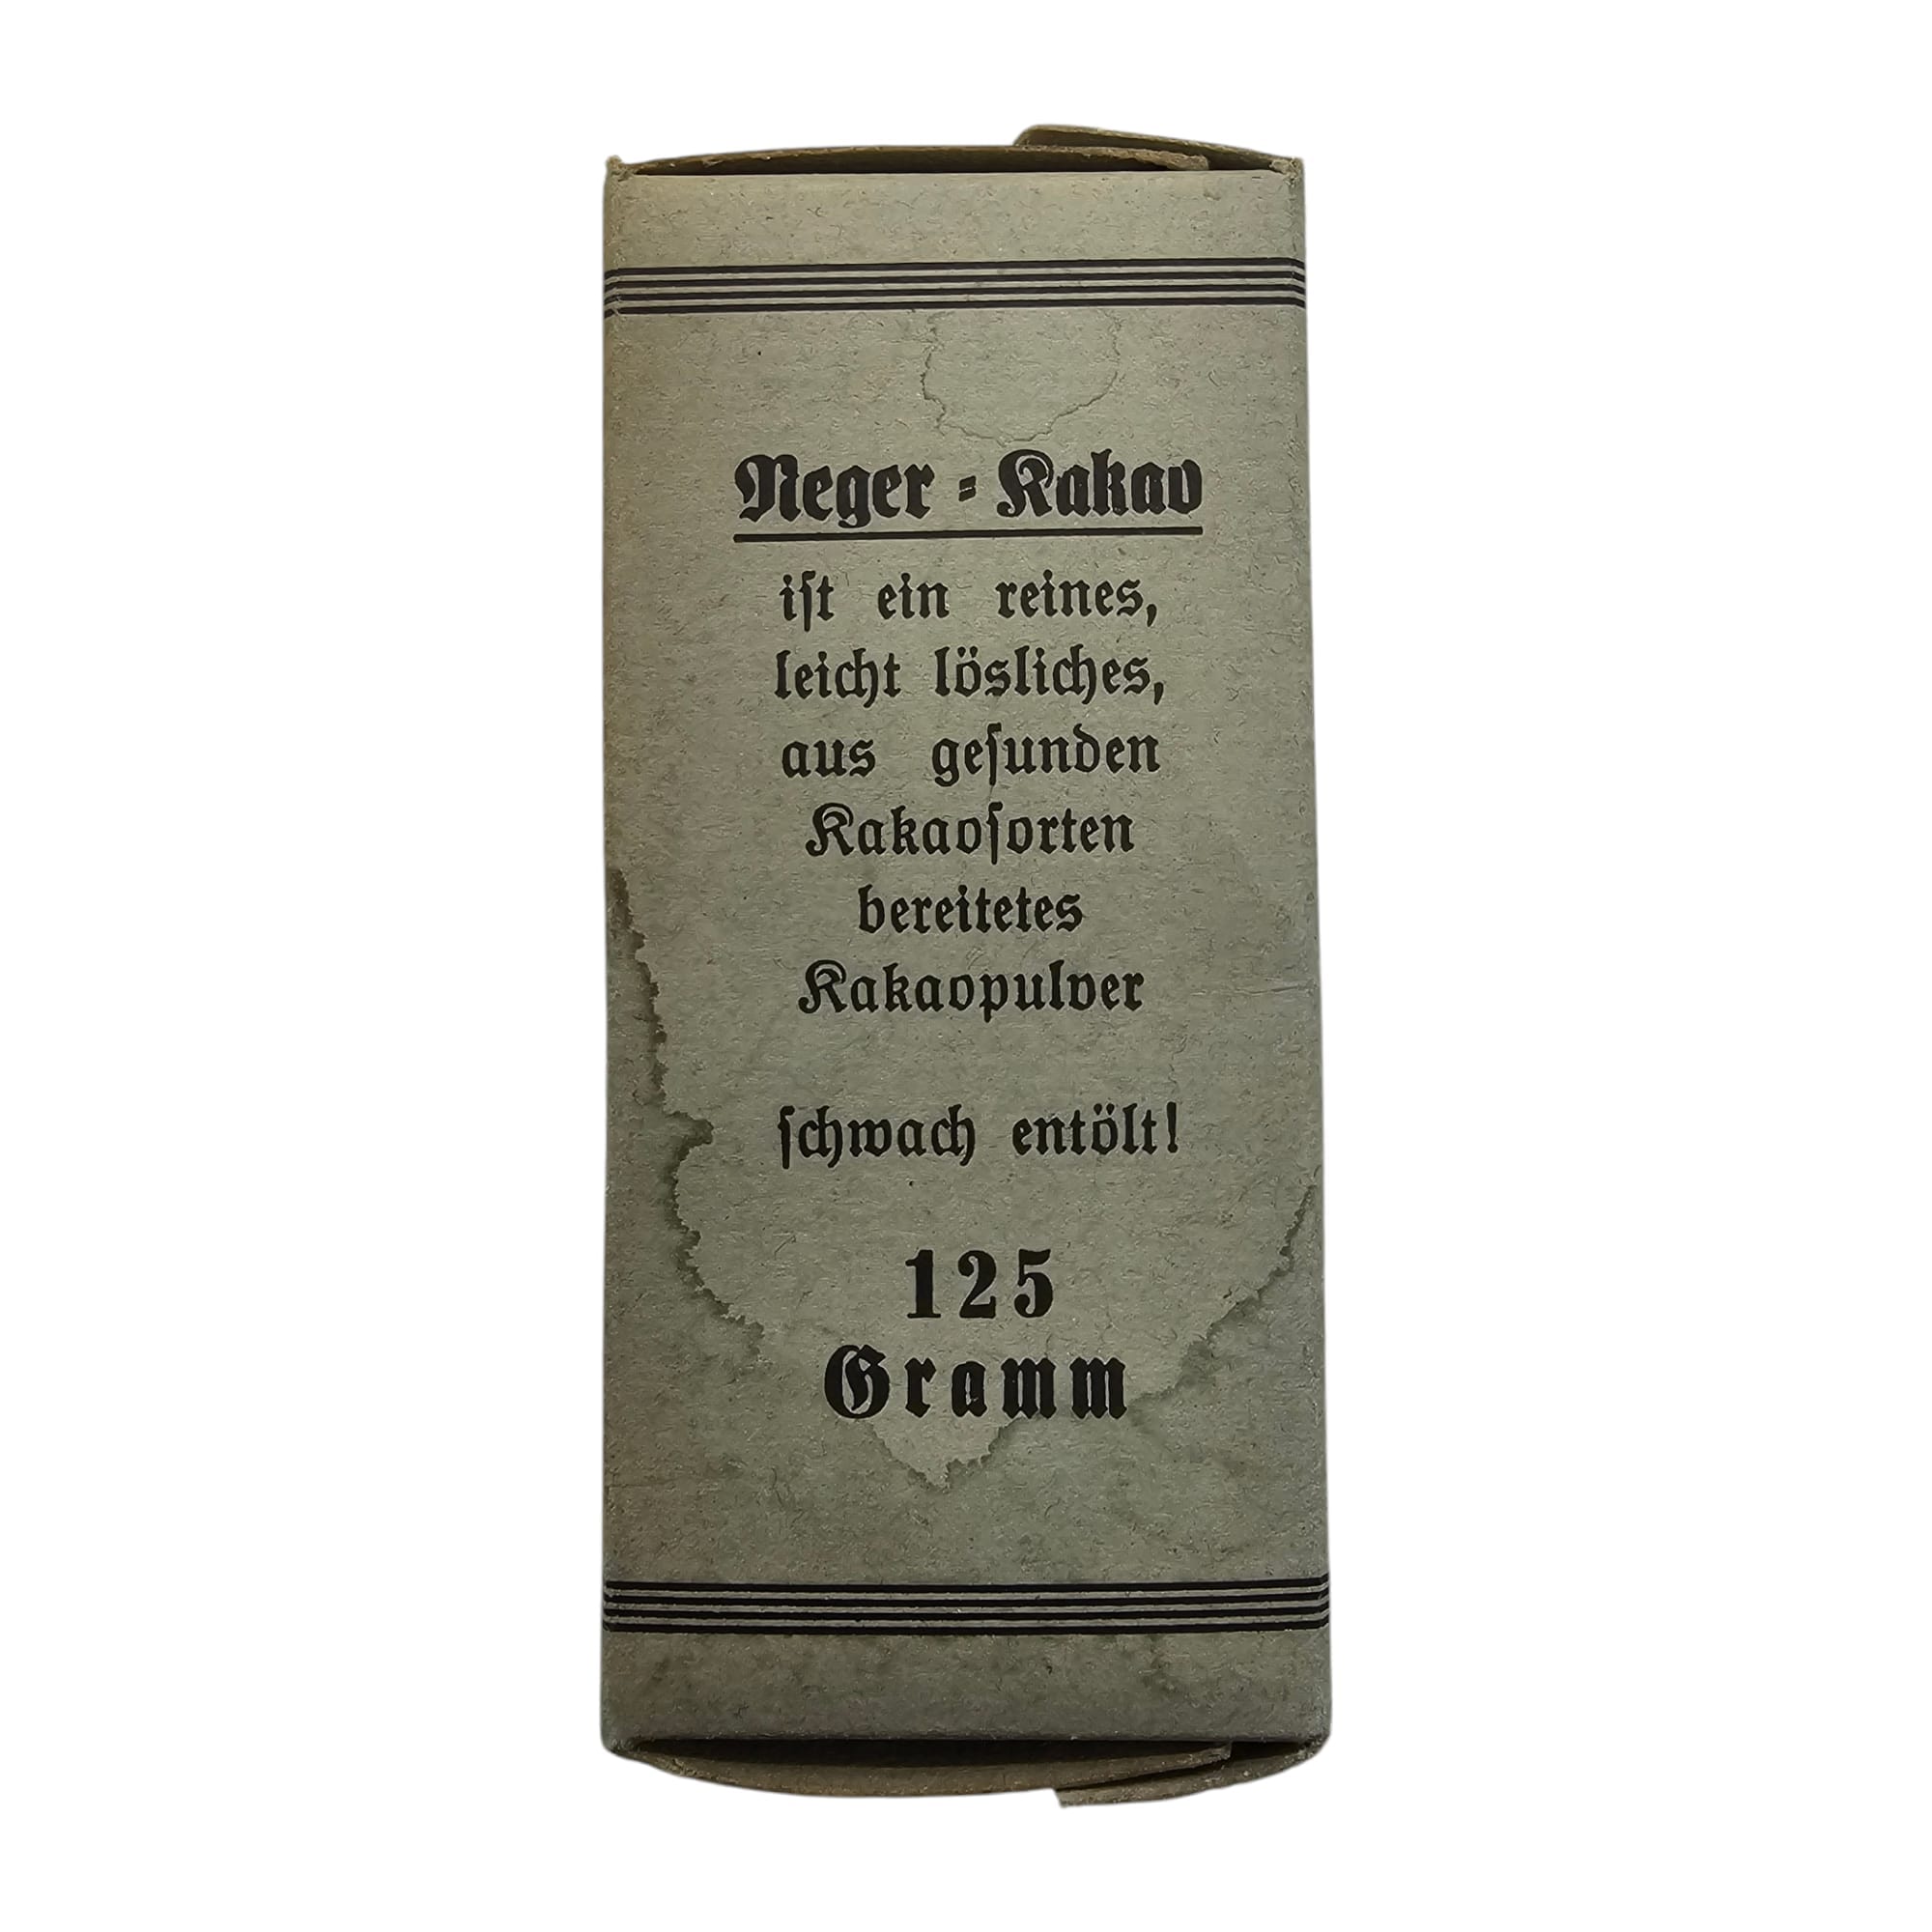 Neger-Kakao
iſt ein reines,
leicht lösliches,
aus geſunden
Kakaoſorten
bereitetes
Kakaopulver
ſchwach entölt!
125
Gramm